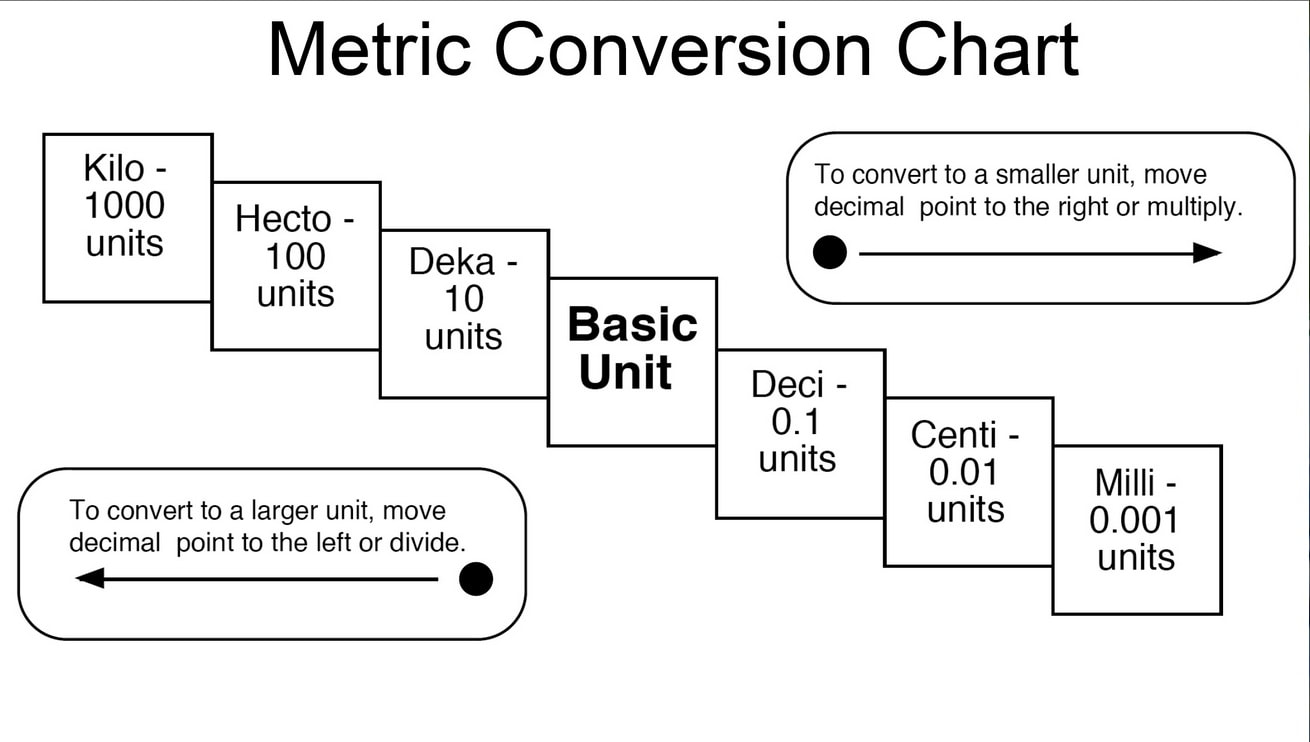 Metric Conversion Chart
Kilo -
1000
units
Hecto -
100
units
Deka -
10
units
Basic
Unit
Deci -
0.1
units
Centi -
0.01
units
Milli -
0.001
units
To convert to a smaller unit, move
decimal point to the right or multiply.
To convert to a larger unit, move
decimal point to the left or divide.